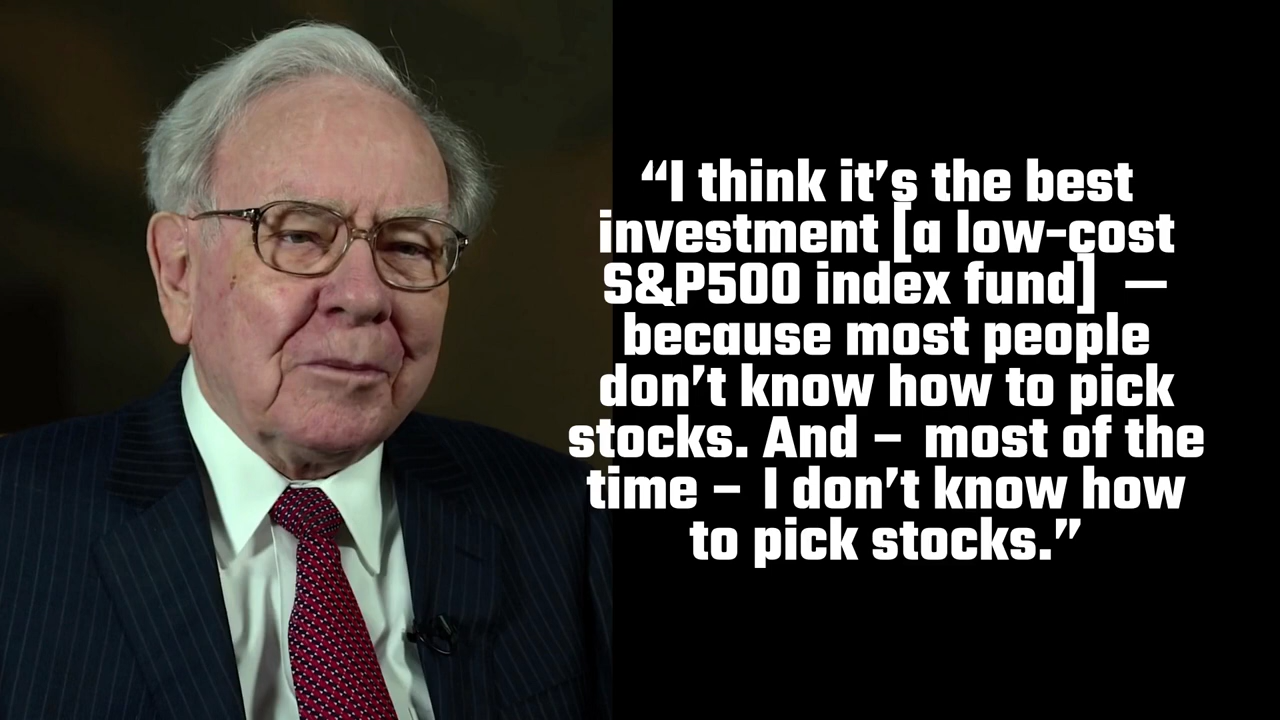 “I think it’s the best
investment [a low-cost
S&P500 index fund] —
because most people
don’t know how to pick
stocks. And – most of the
time – I don’t know how
to pick stocks.”